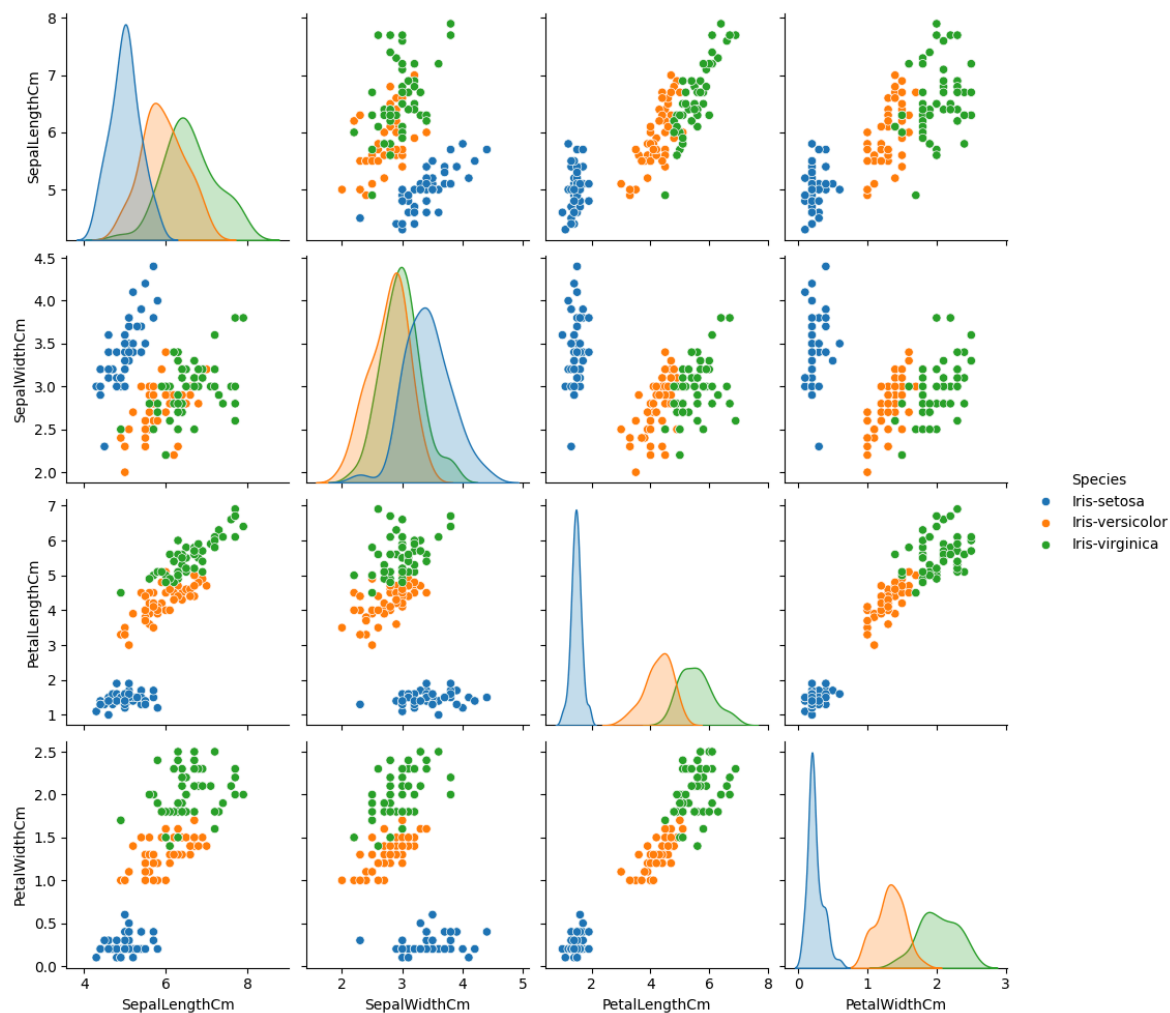 8
7
6
5
SepalLengthCm
4.5
4.0
3.5
3.0
2.5
2.0
SepalWidthCm
Species
Iris-setosa
Iris-versicolor
Iris-virginica
7
6
5
4
3
2
1
PetalLengthCm
2.5
2.0
1.5
1.0
0.5
0.0
PetalWidthCm
4 6 8 2 3 4 5 0 2 4 6 8 0 1 2 3
SepalLengthCm SepalWidthCm PetalLengthCm PetalWidthCm